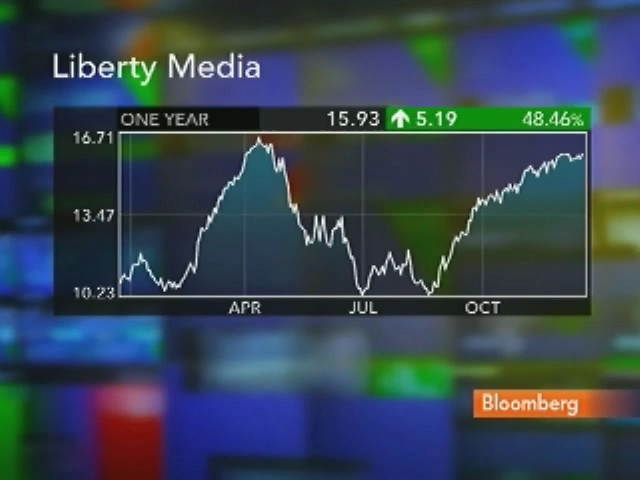 Liberty Media
ONE YEAR 15.93 5.19 48.46%
16.71
13.47
10.23
APR JUL OCT
Bloomberg